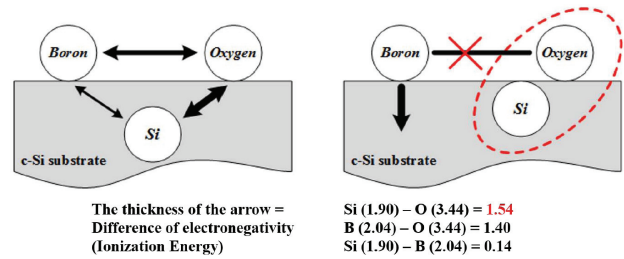 Boron
Oxygen
Si
c-Si substrate
Boron
Oxygen
Si
c-Si substrate
The thickness of the arrow =
Difference of electronegativity
(Ionization Energy)
Si (1.90) – O (3.44) = 1.54
B (2.04) – O (3.44) = 1.40
Si (1.90) – B (2.04) = 0.14